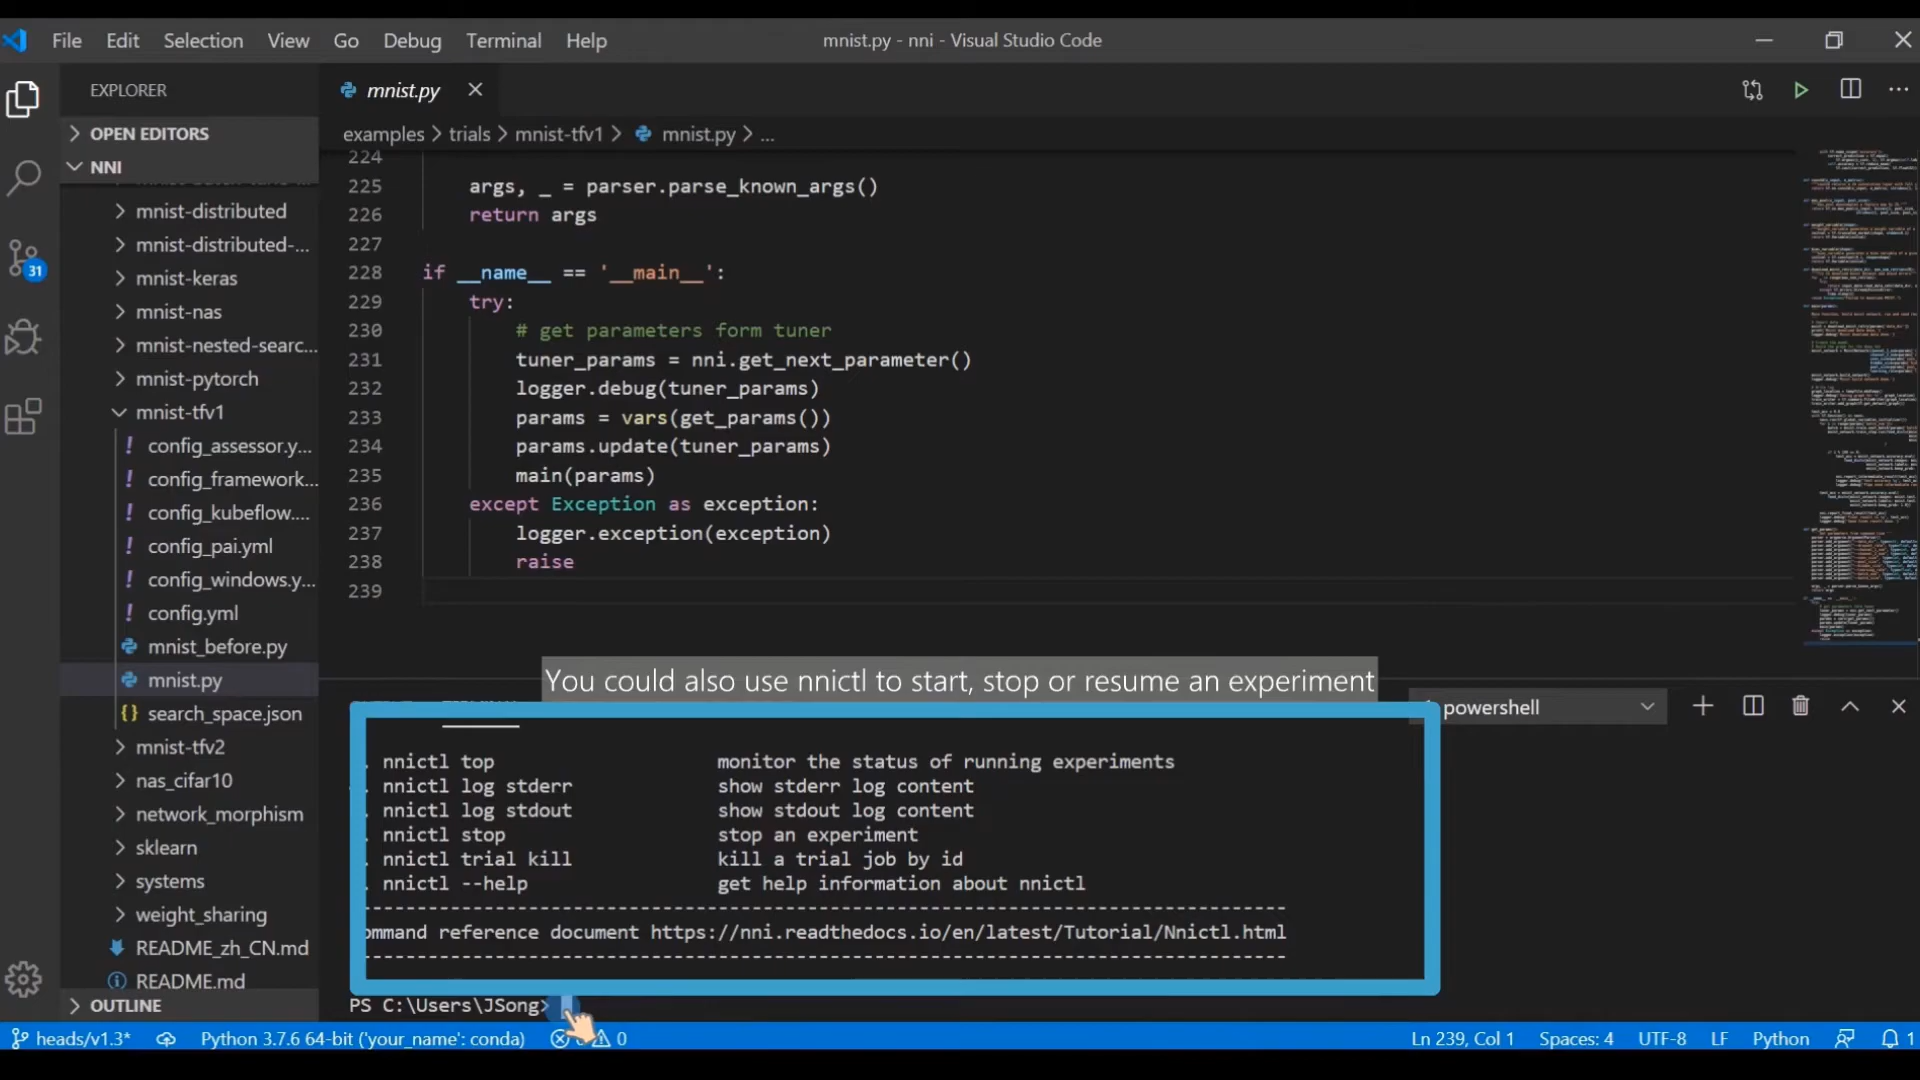 File Edit Selection View Go Debug Terminal Help
mnist.py - nni - Visual Studio Code
EXPLORER
OPEN EDITORS
NNI
mnist-distributed
mnist-distributed-...
mnist-keras
mnist-nas
mnist-nested-searc...
mnist-pytorch
mnist-tfv1
config_assessor.y...
config_framework...
config_kubeflow....
config_pai.yml
config_windows.y...
config.yml
mnist_before.py
mnist.py
search_space.json
mnist-tfv2
nas_cifar10
network_morphism
sklearn
systems
weight_sharing
README_zh_CN.md
README.md
OUTLINE
31
mnist.py
examples > trials > mnist-tfv1 > mnist.py > ...
224
225 args, _ = parser.parse_known_args()
226 return args
227
228 if __name__ == '__main__':
229 try:
230 # get parameters form tuner
231 tuner_params = nni.get_next_parameter()
232 logger.debug(tuner_params)
233 params = vars(get_params())
234 params.update(tuner_params)
235 main(params)
236 except Exception as exception:
237 logger.exception(exception)
238 raise
239
You could also use nnictl to start, stop or resume an experiment
powershell
. nnictl top monitor the status of running experiments
. nnictl log stderr show stderr log content
. nnictl log stdout show stdout log content
. nnictl stop stop an experiment
. nnictl trial kill kill a trial job by id
. nnictl --help get help information about nnictl
-----------------------------------------------------------------------------------
ommand reference document https://nni.readthedocs.io/en/latest/Tutorial/Nnictl.html
-----------------------------------------------------------------------------------
PS C:\Users\JSong>
heads/v1.3* Python 3.7.6 64-bit ('your_name': conda) 0 Ln 239, Col 1 Spaces: 4 UTF-8 LF Python 1